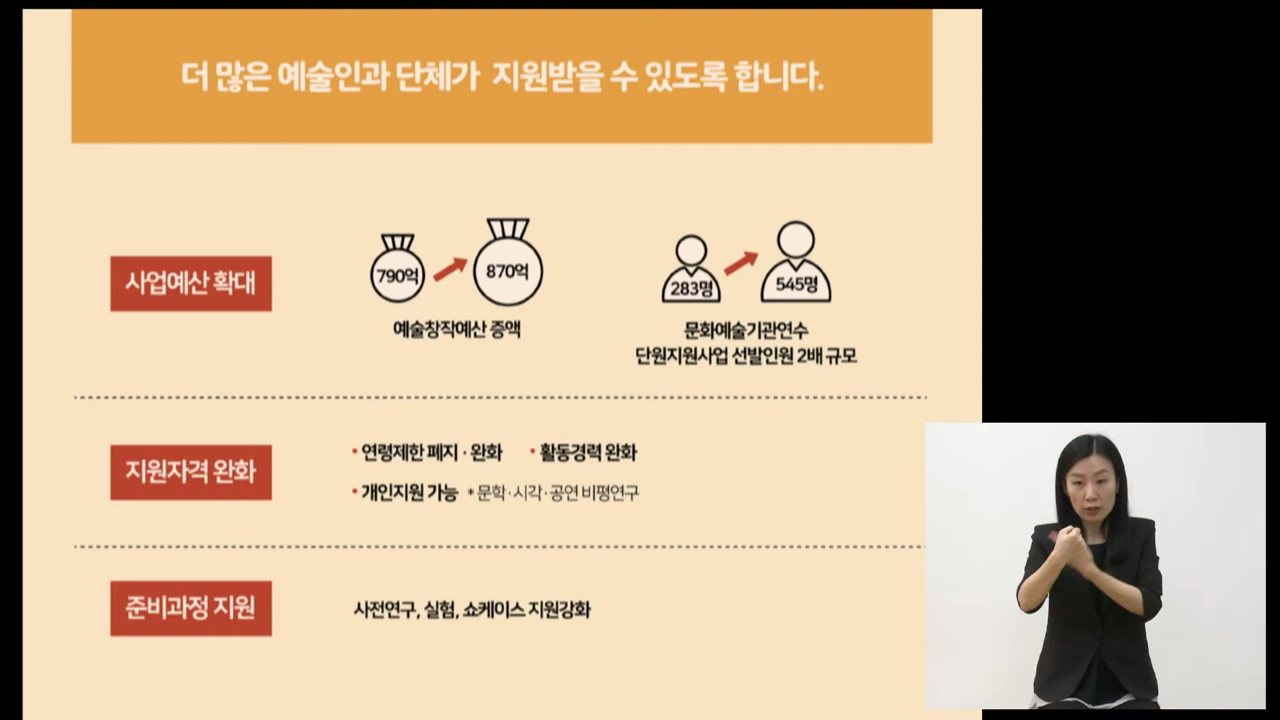 더 많은 예술인과 단체가 지원받을 수 있도록 합니다.
사업예산 확대
790억
870억
예술창작예산 증액
283명
545명
문화예술기관연수
단원지원사업 선발인원 2배 규모
지원자격 완화
• 연령제한 폐지 · 완화 • 활동경력 완화
• 개인지원 가능 * 문학·시각·공연 비평연구
준비과정 지원
사전연구, 실험, 쇼케이스 지원강화